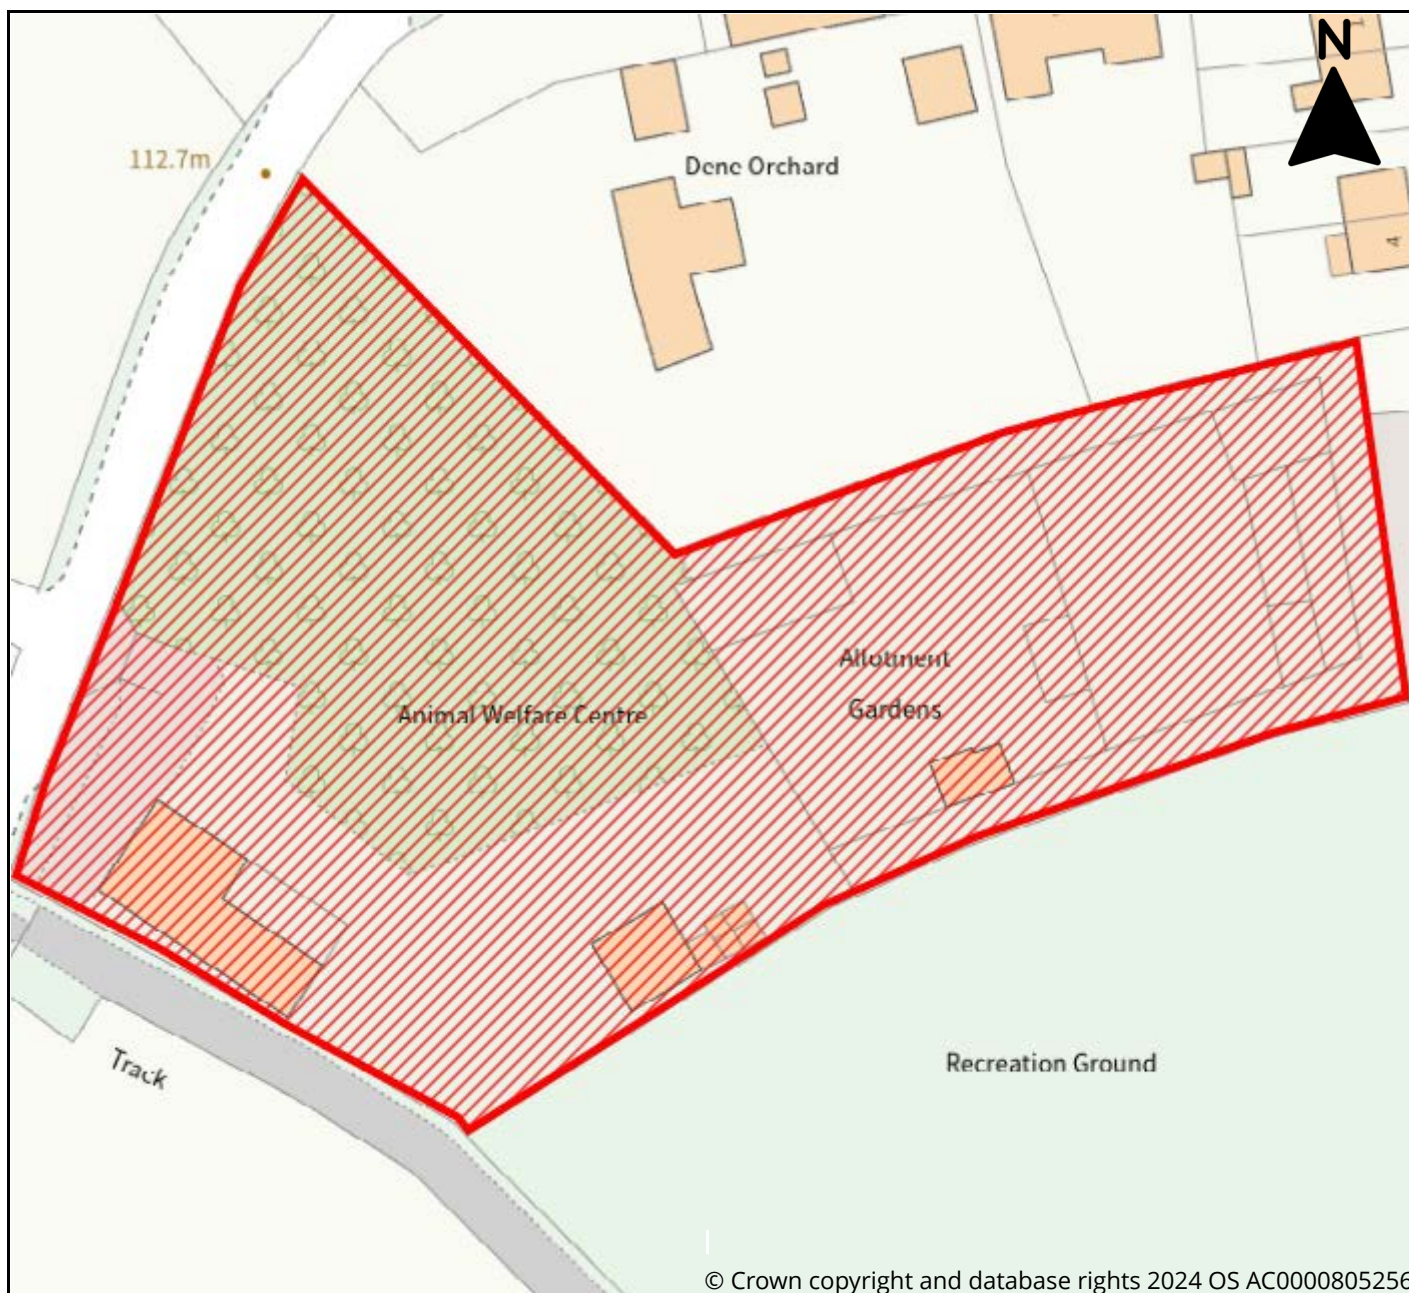 N
1
112.7m
Dene Orchard
4
Allotment
Gardens
Animal Welfare Centre
Track
Recreation Ground
© Crown copyright and database rights 2024 OS AC0000805256